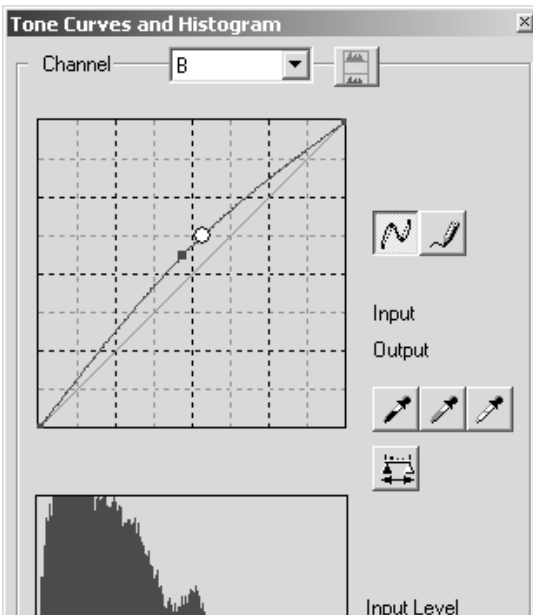 Tone Curves and Histogram
Channel
B
Input
Output
Input Level